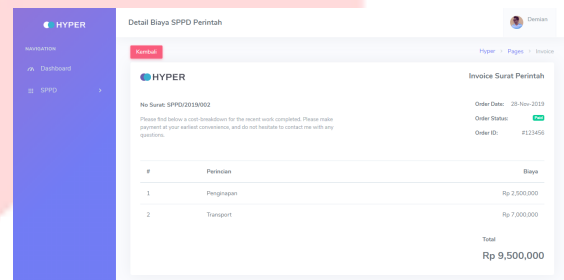 HYPER
Detail Biaya SPPD Perintah
Demian
NAVIGATION
Dashboard
SPPD
Kembali
Hyper > Pages > Invoice
HYPER
Invoice Surat Perintah
No Surat: SPPD/2019/002
Please find below a cost-breakdown for the recent work completed. Please make
payment at your earliest convenience, and do not hesitate to contact me with any
questions.
Order Date: 28-Nov-2019
Order Status: Paid
Order ID: #123456
# Perincian Biaya
1 Penginapan Rp 2,500,000
2 Transport Rp 7,000,000
Total
Rp 9,500,000